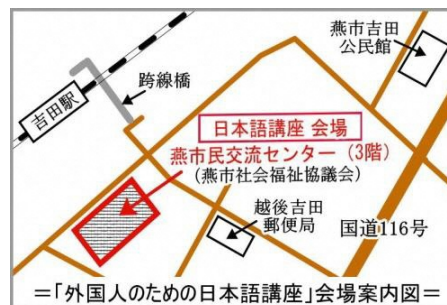 燕市吉田
公民館
跨線橋
吉田駅
日本語講座 会場
燕市民交流センター（3階）
（燕市社会福祉協議会）
越後吉田
郵便局
国道116号
＝「外国人のための日本語講座」会場案内図＝